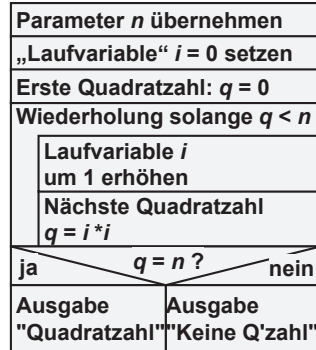 Parameter n übernehmen
„Laufvariable“ i = 0 setzen
Erste Quadratzahl: q = 0
Wiederholung solange q < n
Laufvariable i
um 1 erhöhen
Nächste Quadratzahl
q = i *i
ja q = n ? nein
Ausgabe Ausgabe
"Quadratzahl" "Keine Q'zahl"